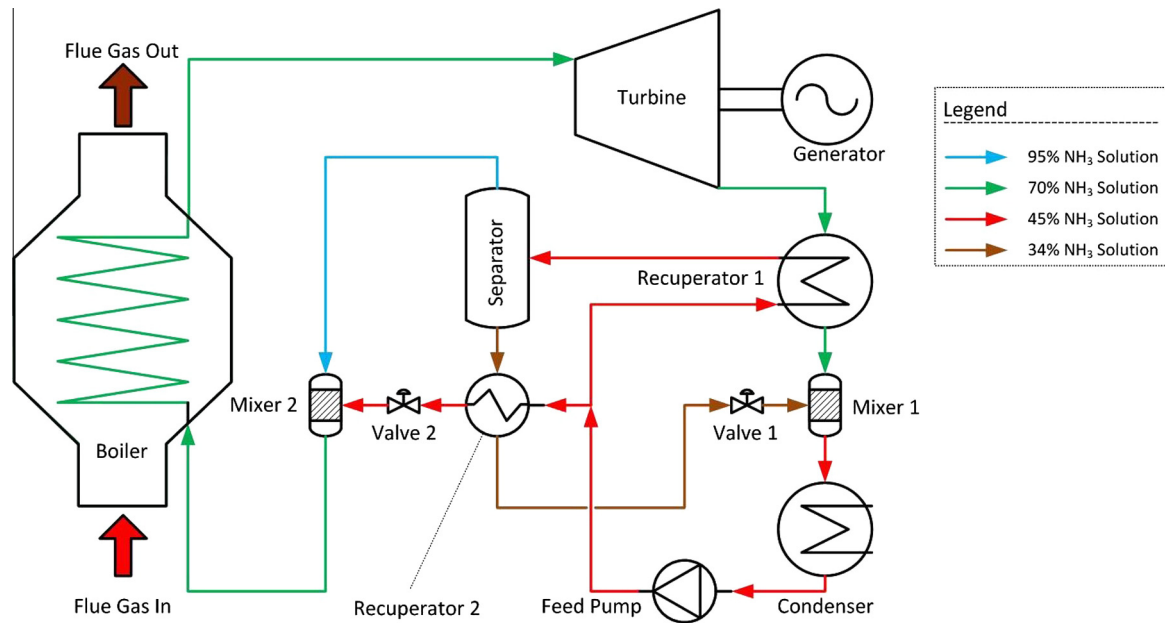 Flue Gas Out
Turbine
Generator
Legend
95% NH₃ Solution
70% NH₃ Solution
45% NH₃ Solution
34% NH₃ Solution
Separator
Recuperator 1
Mixer 2
Valve 2
Valve 1
Mixer 1
Boiler
Flue Gas In
Recuperator 2
Feed Pump
Condenser